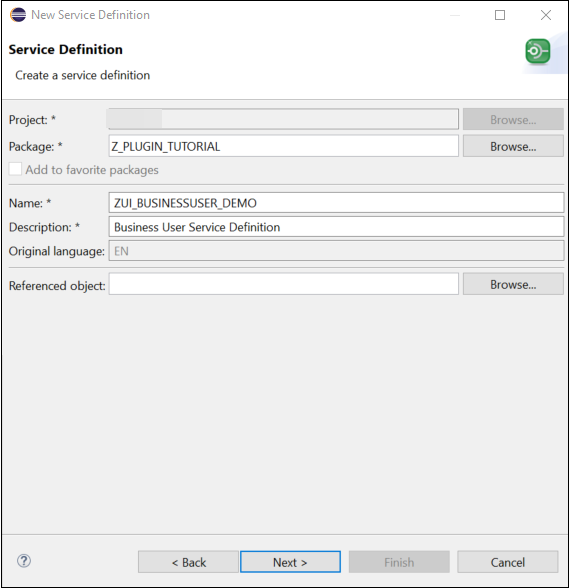 New Service Definition
Service Definition
Create a service definition
Project: * Browse...
Package: * Z_PLUGIN_TUTORIAL Browse...
Add to favorite packages
Name: * ZUI_BUSINESSUSER_DEMO
Description: * Business User Service Definition
Original language: EN
Referenced object: Browse...
? < Back Next > Finish Cancel